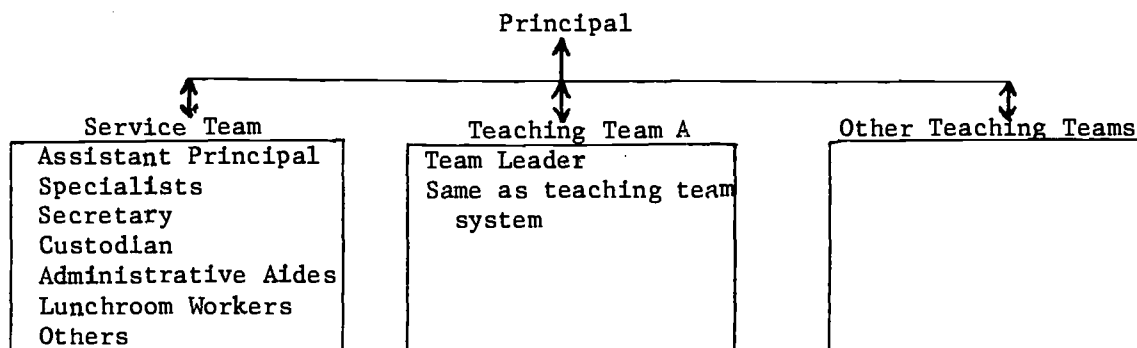 Principal
Service Team
Assistant Principal
Specialists
Secretary
Custodian
Administrative Aides
Lunchroom Workers
Others
Teaching Team A
Team Leader
Same as teaching team
system
Other Teaching Teams